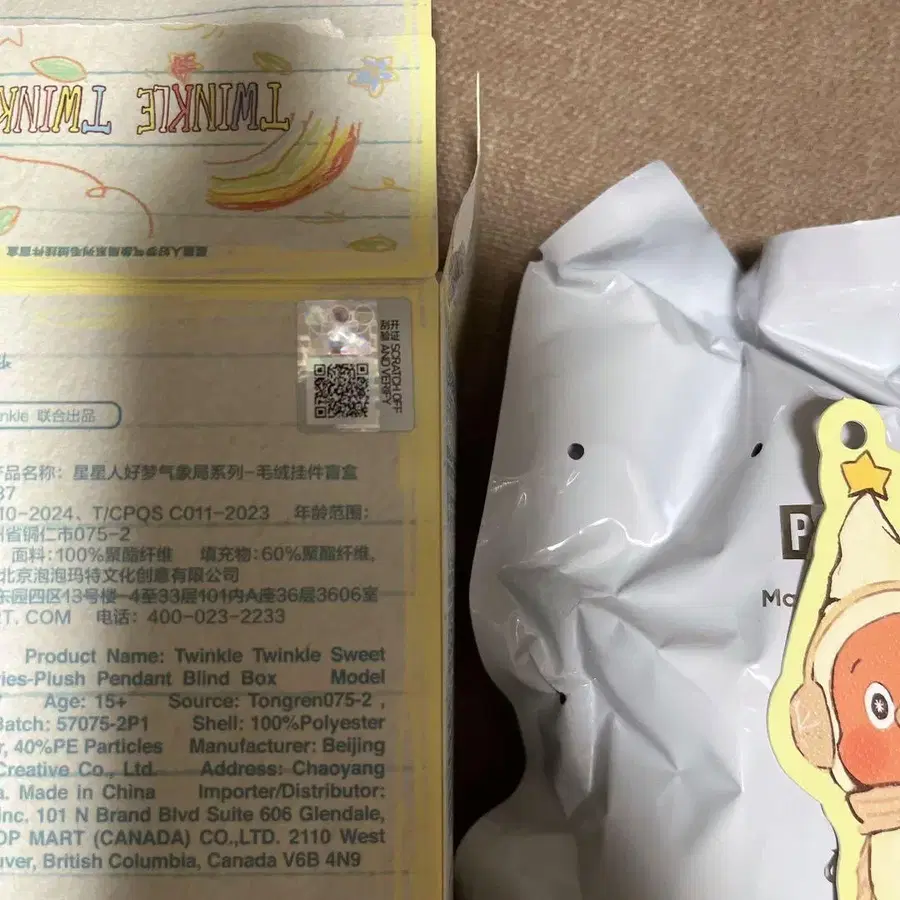 TWINKLE TWINK
星星人好梦气象局系列毛绒挂件盲盒
刮开验证 SCRATCH OFF AND VERIFY
nkle 联合出品
产品名称：星星人好梦气象局系列-毛绒挂件盲盒
37
10-2024、T/CPQS C011-2023 年龄范围：
州省铜仁市075-2
面料：100%聚酯纤维 填充物：60%聚酯纤维,
北京泡泡玛特文化创意有限公司
东园四区13号楼-4至33层101内A座36层3606室
RT. COM 电话：400-023-2233
Product Name: Twinkle Twinkle Sweet
ies-Plush Pendant Blind Box Model
Age: 15+ Source: Tongren075-2 ,
Batch: 57075-2P1 Shell: 100%Polyester
r, 40%PE Particles Manufacturer: Beijing
Creative Co., Ltd. Address: Chaoyang
a. Made in China Importer/Distributor:
Inc. 101 N Brand Blvd Suite 606 Glendale,
OP MART (CANADA) CO.,LTD. 2110 West
uver, British Columbia, Canada V6B 4N9
P
Ma